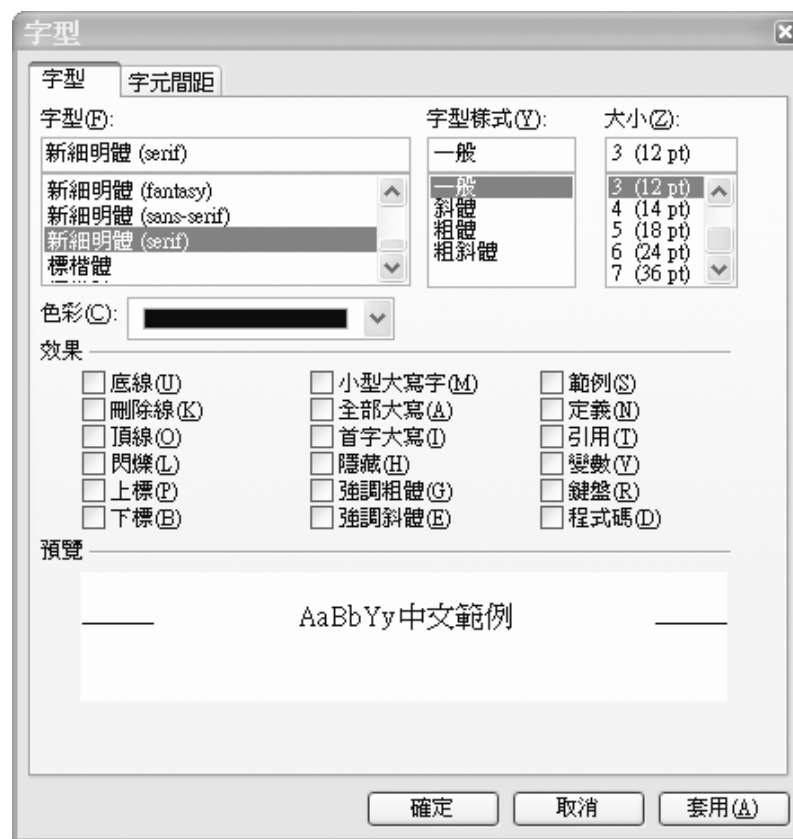 字型
字型 字元間距
字型(F): 字型樣式(Y): 大小(Z):
新細明體 (serif) 一般 3 (12 pt)
新細明體 (fantasy) 一般 3 (12 pt)
新細明體 (sans-serif) 斜體 4 (14 pt)
新細明體 (serif) 粗體 5 (18 pt)
標楷體 粗斜體 6 (24 pt)
7 (36 pt)
色彩(C):
效果
底線(U) 小型大寫字(M) 範例(S)
刪除線(K) 全部大寫(A) 定義(N)
頂線(O) 首字大寫(I) 引用(T)
閃爍(L) 隱藏(H) 變數(V)
上標(P) 強調粗體(G) 鍵盤(R)
下標(B) 強調斜體(E) 程式碼(D)
預覽
AaBbYy中文範例
確定 取消 套用(A)